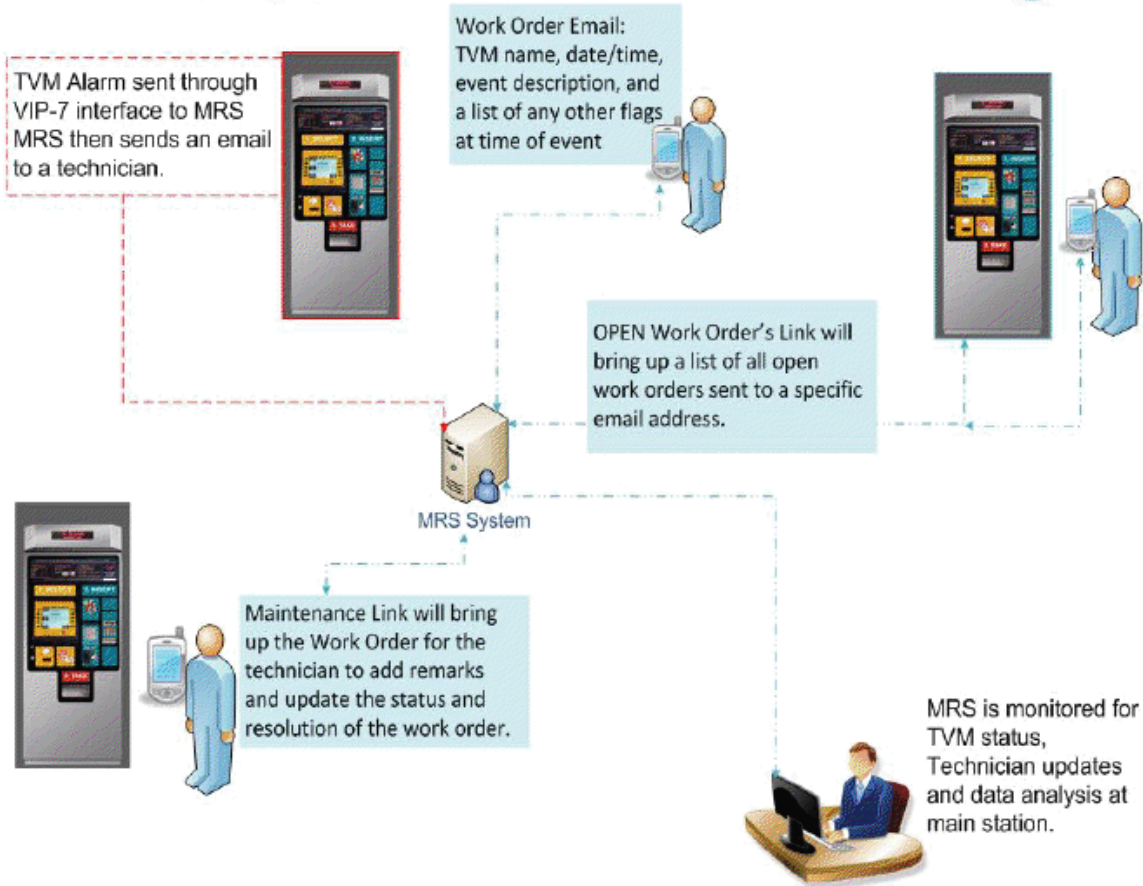 TVM Alarm sent through
VIP-7 interface to MRS
MRS then sends an email
to a technician.
Work Order Email:
TVM name, date/time,
event description, and
a list of any other flags
at time of event
OPEN Work Order's Link will
bring up a list of all open
work orders sent to a specific
email address.
MRS System
Maintenance Link will bring
up the Work Order for the
technician to add remarks
and update the status and
resolution of the work order.
MRS is monitored for
TVM status,
Technician updates
and data analysis at
main station.